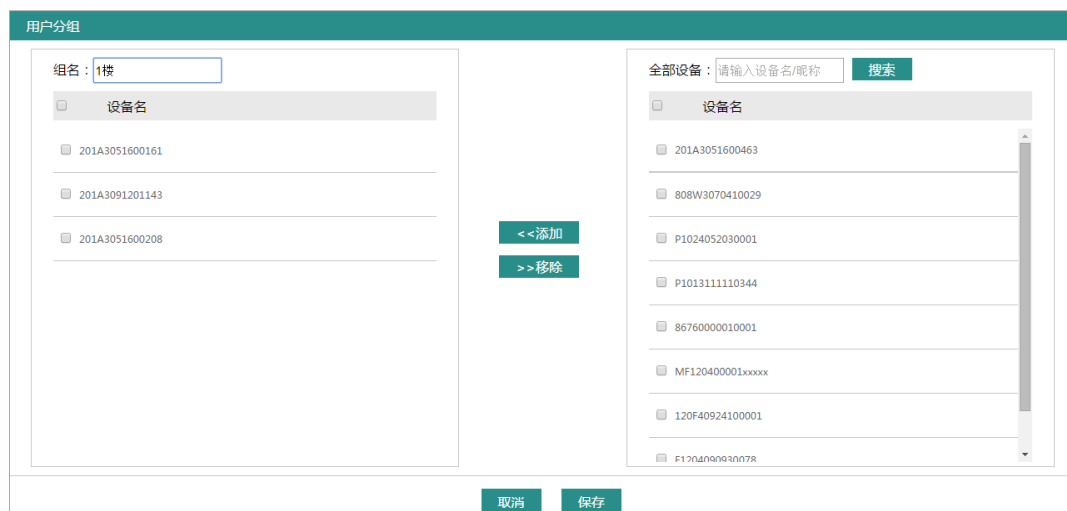 用户分组
组名：1楼
设备名
201A3051600161
201A3091201143
201A3051600208
<<添加
>>移除
全部设备：请输入设备名/昵称 搜索
设备名
201A3051600463
808W3070410029
P1024052030001
P1013111110344
86760000010001
MF120400001xxxxx
120F40924100001
F1204090930078
取消 保存